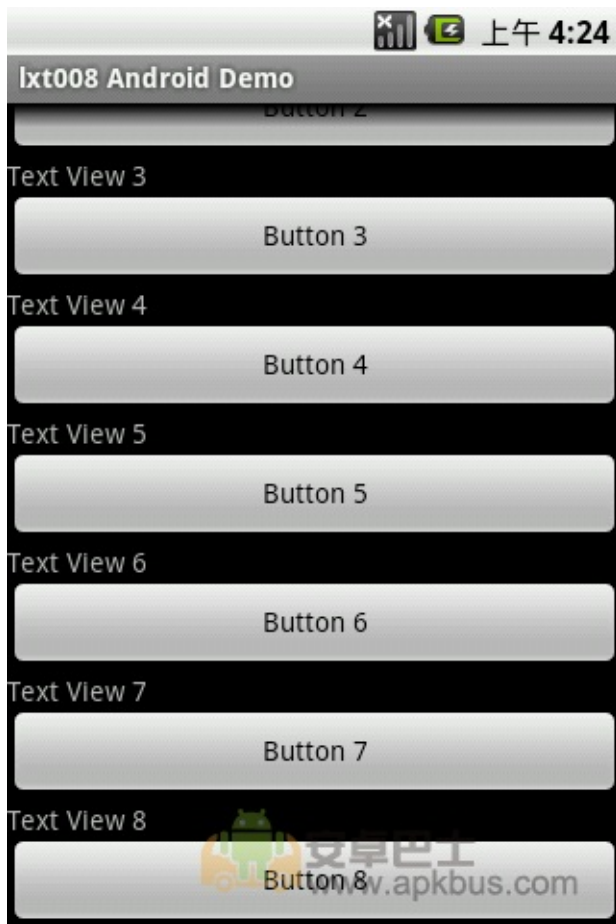 上午 4:24
lxt008 Android Demo
Button 2
Text View 3
Button 3
Text View 4
Button 4
Text View 5
Button 5
Text View 6
Button 6
Text View 7
Button 7
Text View 8
Button 8
安卓巴士
www.apkbus.com